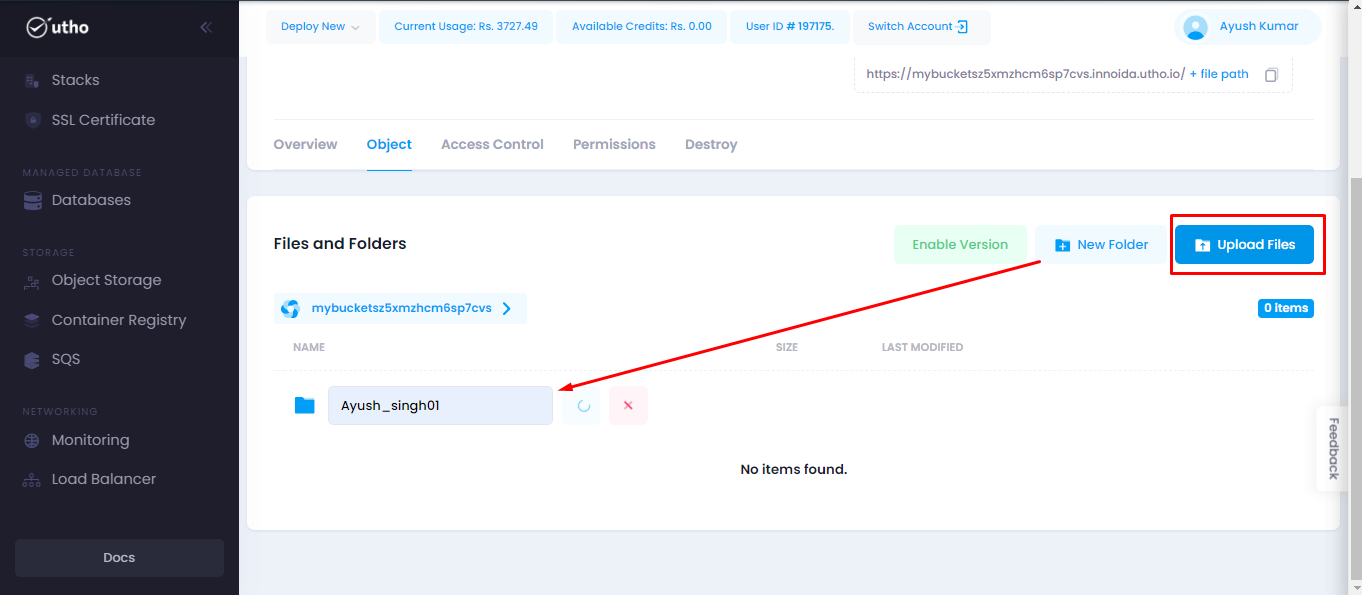 utho
Stacks
SSL Certificate
MANAGED DATABASE
Databases
STORAGE
Object Storage
Container Registry
SQS
NETWORKING
Monitoring
Load Balancer
Docs
Deploy New
Current Usage: Rs. 3727.49
Available Credits: Rs. 0.00
User ID # 197175.
Switch Account
Ayush Kumar
https://mybucketsz5xmzhcm6sp7cvs.innoida.utho.io/ + file path
Overview
Object
Access Control
Permissions
Destroy
Files and Folders
Enable Version
New Folder
Upload Files
mybucketsz5xmzhcm6sp7cvs
0 Items
NAME
SIZE
LAST MODIFIED
Ayush_singh01
No items found.
Feedback